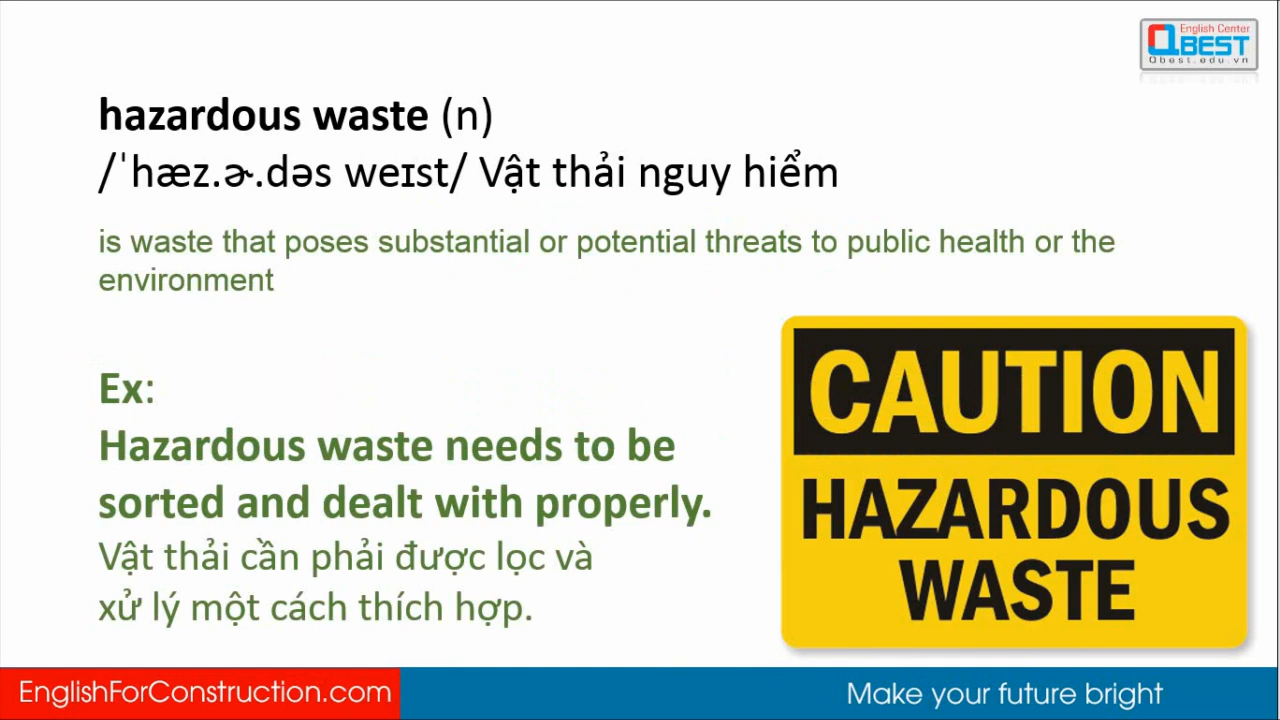 English Center
QBEST
Qbest.edu.vn
hazardous waste (n)
/ˈhæz.ɚ.dəs weɪst/ Vật thải nguy hiểm
is waste that poses substantial or potential threats to public health or the
environment
Ex:
Hazardous waste needs to be
sorted and dealt with properly.
Vật thải cần phải được lọc và
xử lý một cách thích hợp.
CAUTION
HAZARDOUS
WASTE
EnglishForConstruction.com
Make your future bright